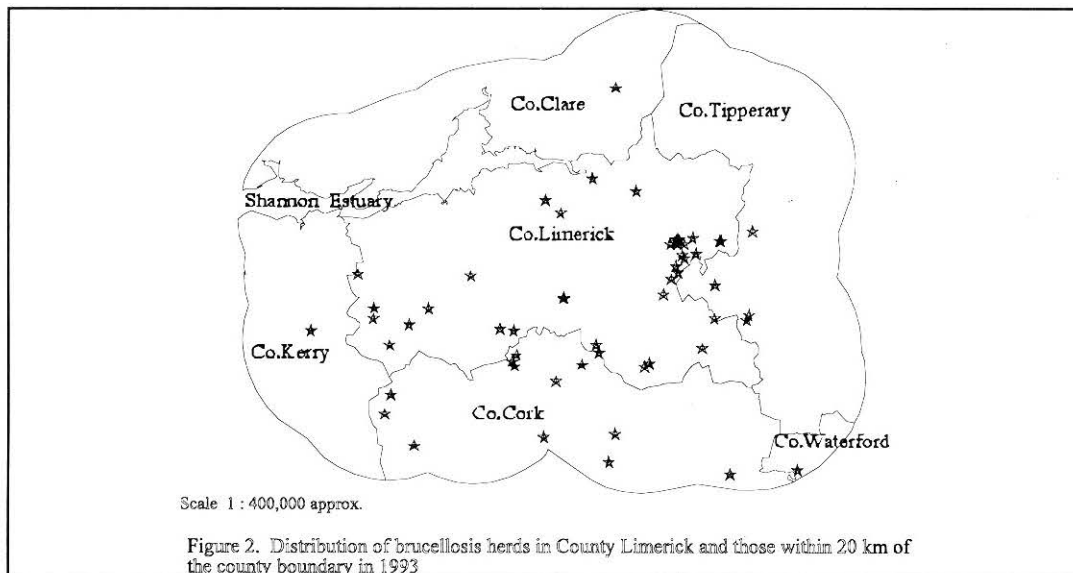 Co.Clare
Co.Tipperary
Shannon Estuary
Co.Limerick
Co.Kerry
Co.Cork
Co.Waterford
Scale 1 : 400,000 approx.
Figure 2. Distribution of brucellosis herds in County Limerick and those within 20 km of
the county boundary in 1993